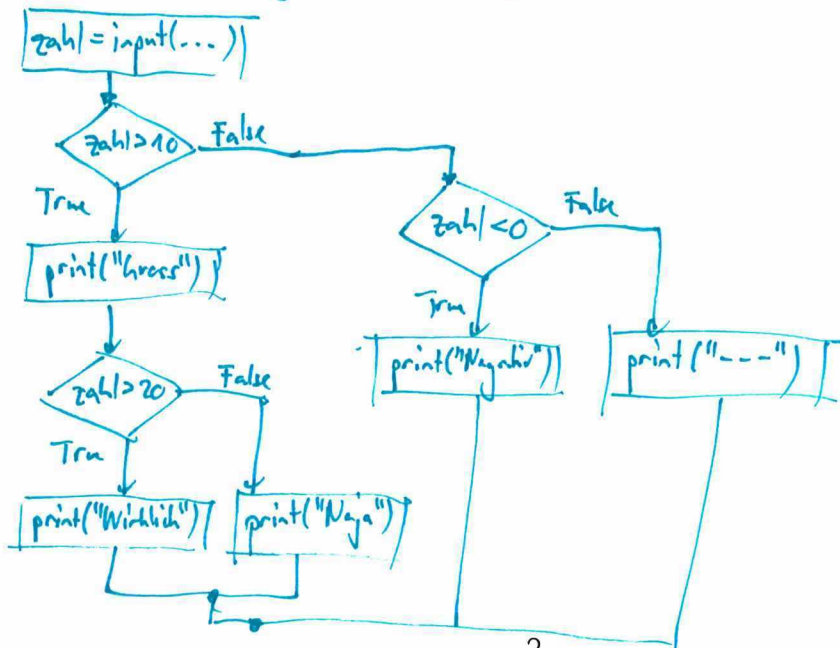 zahl = input(...)
zahl > 10
False
True
zahl < 0
False
print("Gross")
True
print("Negativ")
print("---")
zahl > 20
False
True
print("Wirklich")
print("Naja")
2